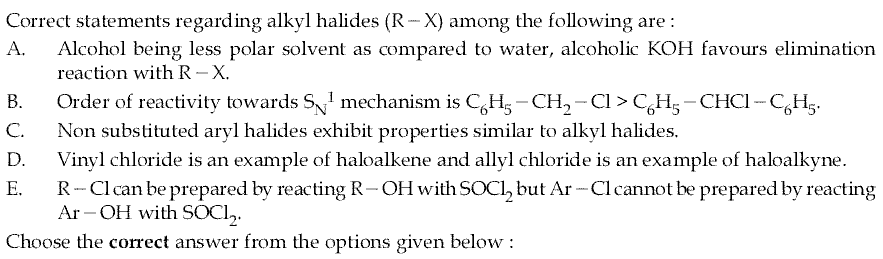 Correct statements regarding alkyl halides (R – X) among the following are :
A. Alcohol being less polar solvent as compared to water, alcoholic KOH favours elimination
reaction with R – X.
B. Order of reactivity towards S_N^1 mechanism is C₆H₅ – CH₂ – Cl > C₆H₅ – CHCl – C₆H₅.
C. Non substituted aryl halides exhibit properties similar to alkyl halides.
D. Vinyl chloride is an example of haloalkene and allyl chloride is an example of haloalkyne.
E. R – Cl can be prepared by reacting R – OH with SOCl₂ but Ar – Cl cannot be prepared by reacting
Ar – OH with SOCl₂.
Choose the correct answer from the options given below :